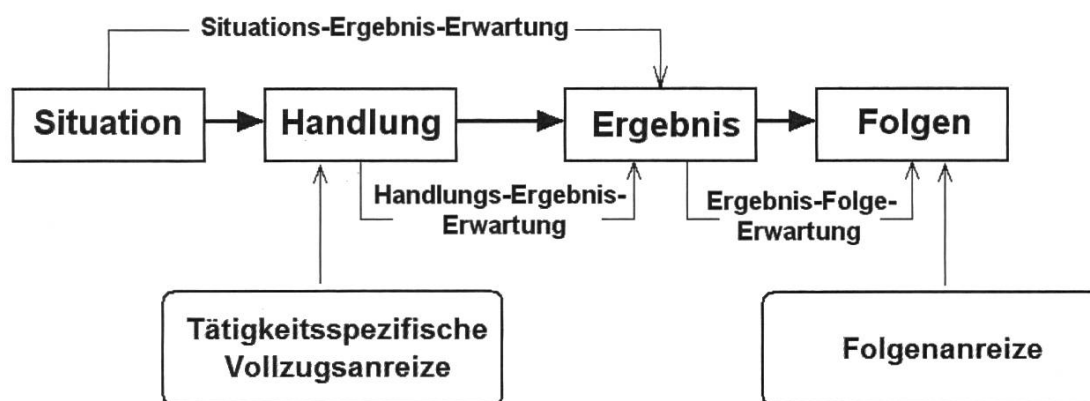 Situations-Ergebnis-Erwartung
Situation
Handlung
Ergebnis
Folgen
Handlungs-Ergebnis-
Erwartung
Ergebnis-Folge-
Erwartung
Tätigkeitsspezifische
Vollzugsanreize
Folgenanreize